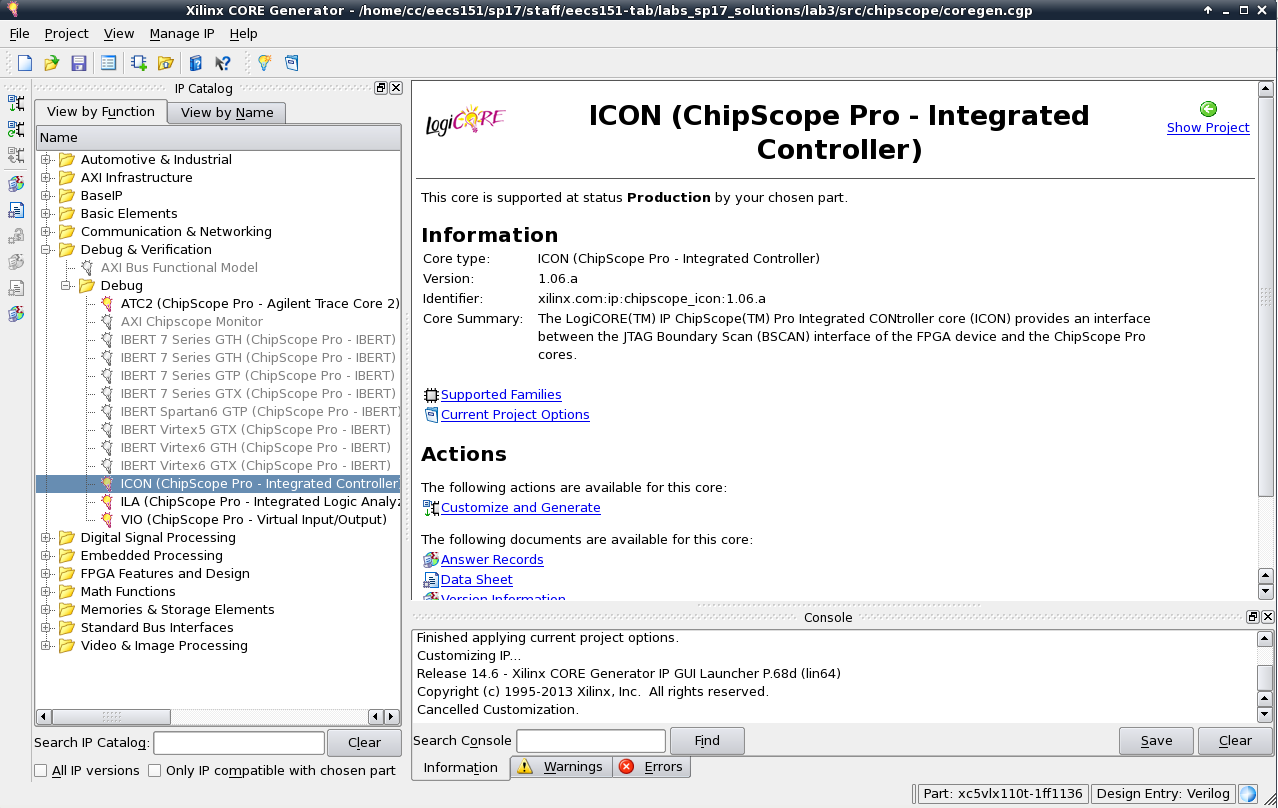 Xilinx CORE Generator - /home/cc/eecs151/sp17/staff/eecs151-tab/labs_sp17_solutions/lab3/src/chipscope/coregen.cgp
File Project View Manage IP Help
IP Catalog
View by Function View by Name
Name
Automotive & Industrial
AXI Infrastructure
BaseIP
Basic Elements
Communication & Networking
Debug & Verification
AXI Bus Functional Model
Debug
ATC2 (ChipScope Pro - Agilent Trace Core 2)
AXI Chipscope Monitor
IBERT 7 Series GTH (ChipScope Pro - IBERT)
IBERT 7 Series GTH (ChipScope Pro - IBERT)
IBERT 7 Series GTP (ChipScope Pro - IBERT)
IBERT 7 Series GTX (ChipScope Pro - IBERT)
IBERT Spartan6 GTP (ChipScope Pro - IBERT)
IBERT Virtex5 GTX (ChipScope Pro - IBERT)
IBERT Virtex6 GTH (ChipScope Pro - IBERT)
IBERT Virtex6 GTX (ChipScope Pro - IBERT)
ICON (ChipScope Pro - Integrated Controller
ILA (ChipScope Pro - Integrated Logic Analyz
VIO (ChipScope Pro - Virtual Input/Output)
Digital Signal Processing
Embedded Processing
FPGA Features and Design
Math Functions
Memories & Storage Elements
Standard Bus Interfaces
Video & Image Processing
Search IP Catalog: Clear
All IP versions Only IP compatible with chosen part
LogiCORE
ICON (ChipScope Pro - Integrated
Controller)
Show Project
This core is supported at status Production by your chosen part.
Information
Core type: ICON (ChipScope Pro - Integrated Controller)
Version: 1.06.a
Identifier: xilinx.com:ip:chipscope_icon:1.06.a
Core Summary: The LogiCORE(TM) IP ChipScope(TM) Pro Integrated CONtroller core (ICON) provides an interface
between the JTAG Boundary Scan (BSCAN) interface of the FPGA device and the ChipScope Pro
cores.
Supported Families
Current Project Options
Actions
The following actions are available for this core:
Customize and Generate
The following documents are available for this core:
Answer Records
Data Sheet
Version Information
Console
Finished applying current project options.
Customizing IP...
Release 14.6 - Xilinx CORE Generator IP GUI Launcher P.68d (lin64)
Copyright (c) 1995-2013 Xilinx, Inc. All rights reserved.
Cancelled Customization.
Search Console Find Save Clear
Information Warnings Errors
Part: xc5vlx110t-1ff1136 Design Entry: Verilog